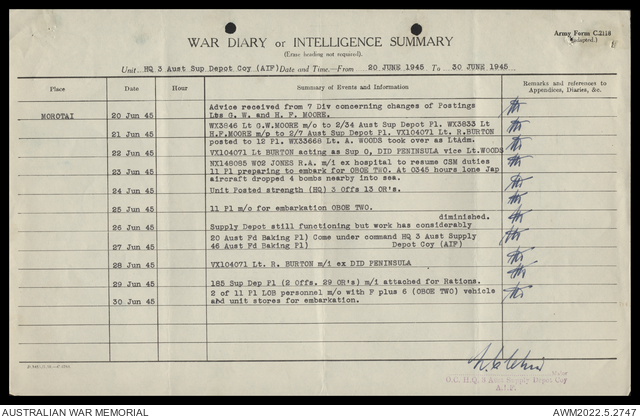 Army Form C.2118
(adapted.)
WAR DIARY or INTELLIGENCE SUMMARY
(Erase heading not required).
Unit HQ 3 Aust Sup Depot Coy (AIF) Date and Time.—From 20 JUNE 1945 To 30 JUNE 1945
Place Date Hour Summary of Events and Information Remarks and references to Appendices, Diaries, &c.
MOROTAI 20 Jun 45 Advice received from 7 Div concerning changes of Postings
Lts G. W. and H. F. MOORE.
WX3846 Lt G.W.MOORE m/o to 2/34 Aust Sup Depot Pl. WX3833 Lt
21 Jun 45 H.F.MOORE m/p to 2/7 Aust Sup Depot Pl. VX104071 Lt. R.BURTON
posted to 12 Pl. WX33668 Lt. A. WOODS took over as LtAdm.
22 Jun 45 VX104071 Lt BURTON acting as Sup O, DID PENINSULA vice Lt.WOODS
NX148085 WO2 JONES R.A. m/i ex hospital to resume CSM duties
23 Jun 45 11 Pl preparing to embark for OBOE TWO. At 0345 hours lone Jap
aircraft dropped 4 bombs nearby into sea.
24 Jun 45 Unit Posted strength (HQ) 3 Offs 13 OR's.
25 Jun 45 11 Pl m/o for embarkation OBOE TWO.
diminished.
26 Jun 45 Supply Depot still functioning but work has considerably
20 Aust Fd Baking Pl) Come under command HQ 3 Aust Supply
27 Jun 45 46 Aust Fd Baking Pl) Depot Coy (AIF)
28 Jun 45 VX104071 Lt. R. BURTON m/i ex DID PENINSULA
29 Jun 45 185 Sup Dep Pl (2 Offs. 29 OR's) m/i attached for Rations.
2 of 11 Pl LOB personnel m/o with F plus 6 (OBOE TWO) vehicle
30 Jun 45 and unit stores for embarkation.
Major
O.C. H.Q. 3 Aust Supply Depot Coy
A.I.F.
AUSTRALIAN WAR MEMORIAL AWM2022.5.2747